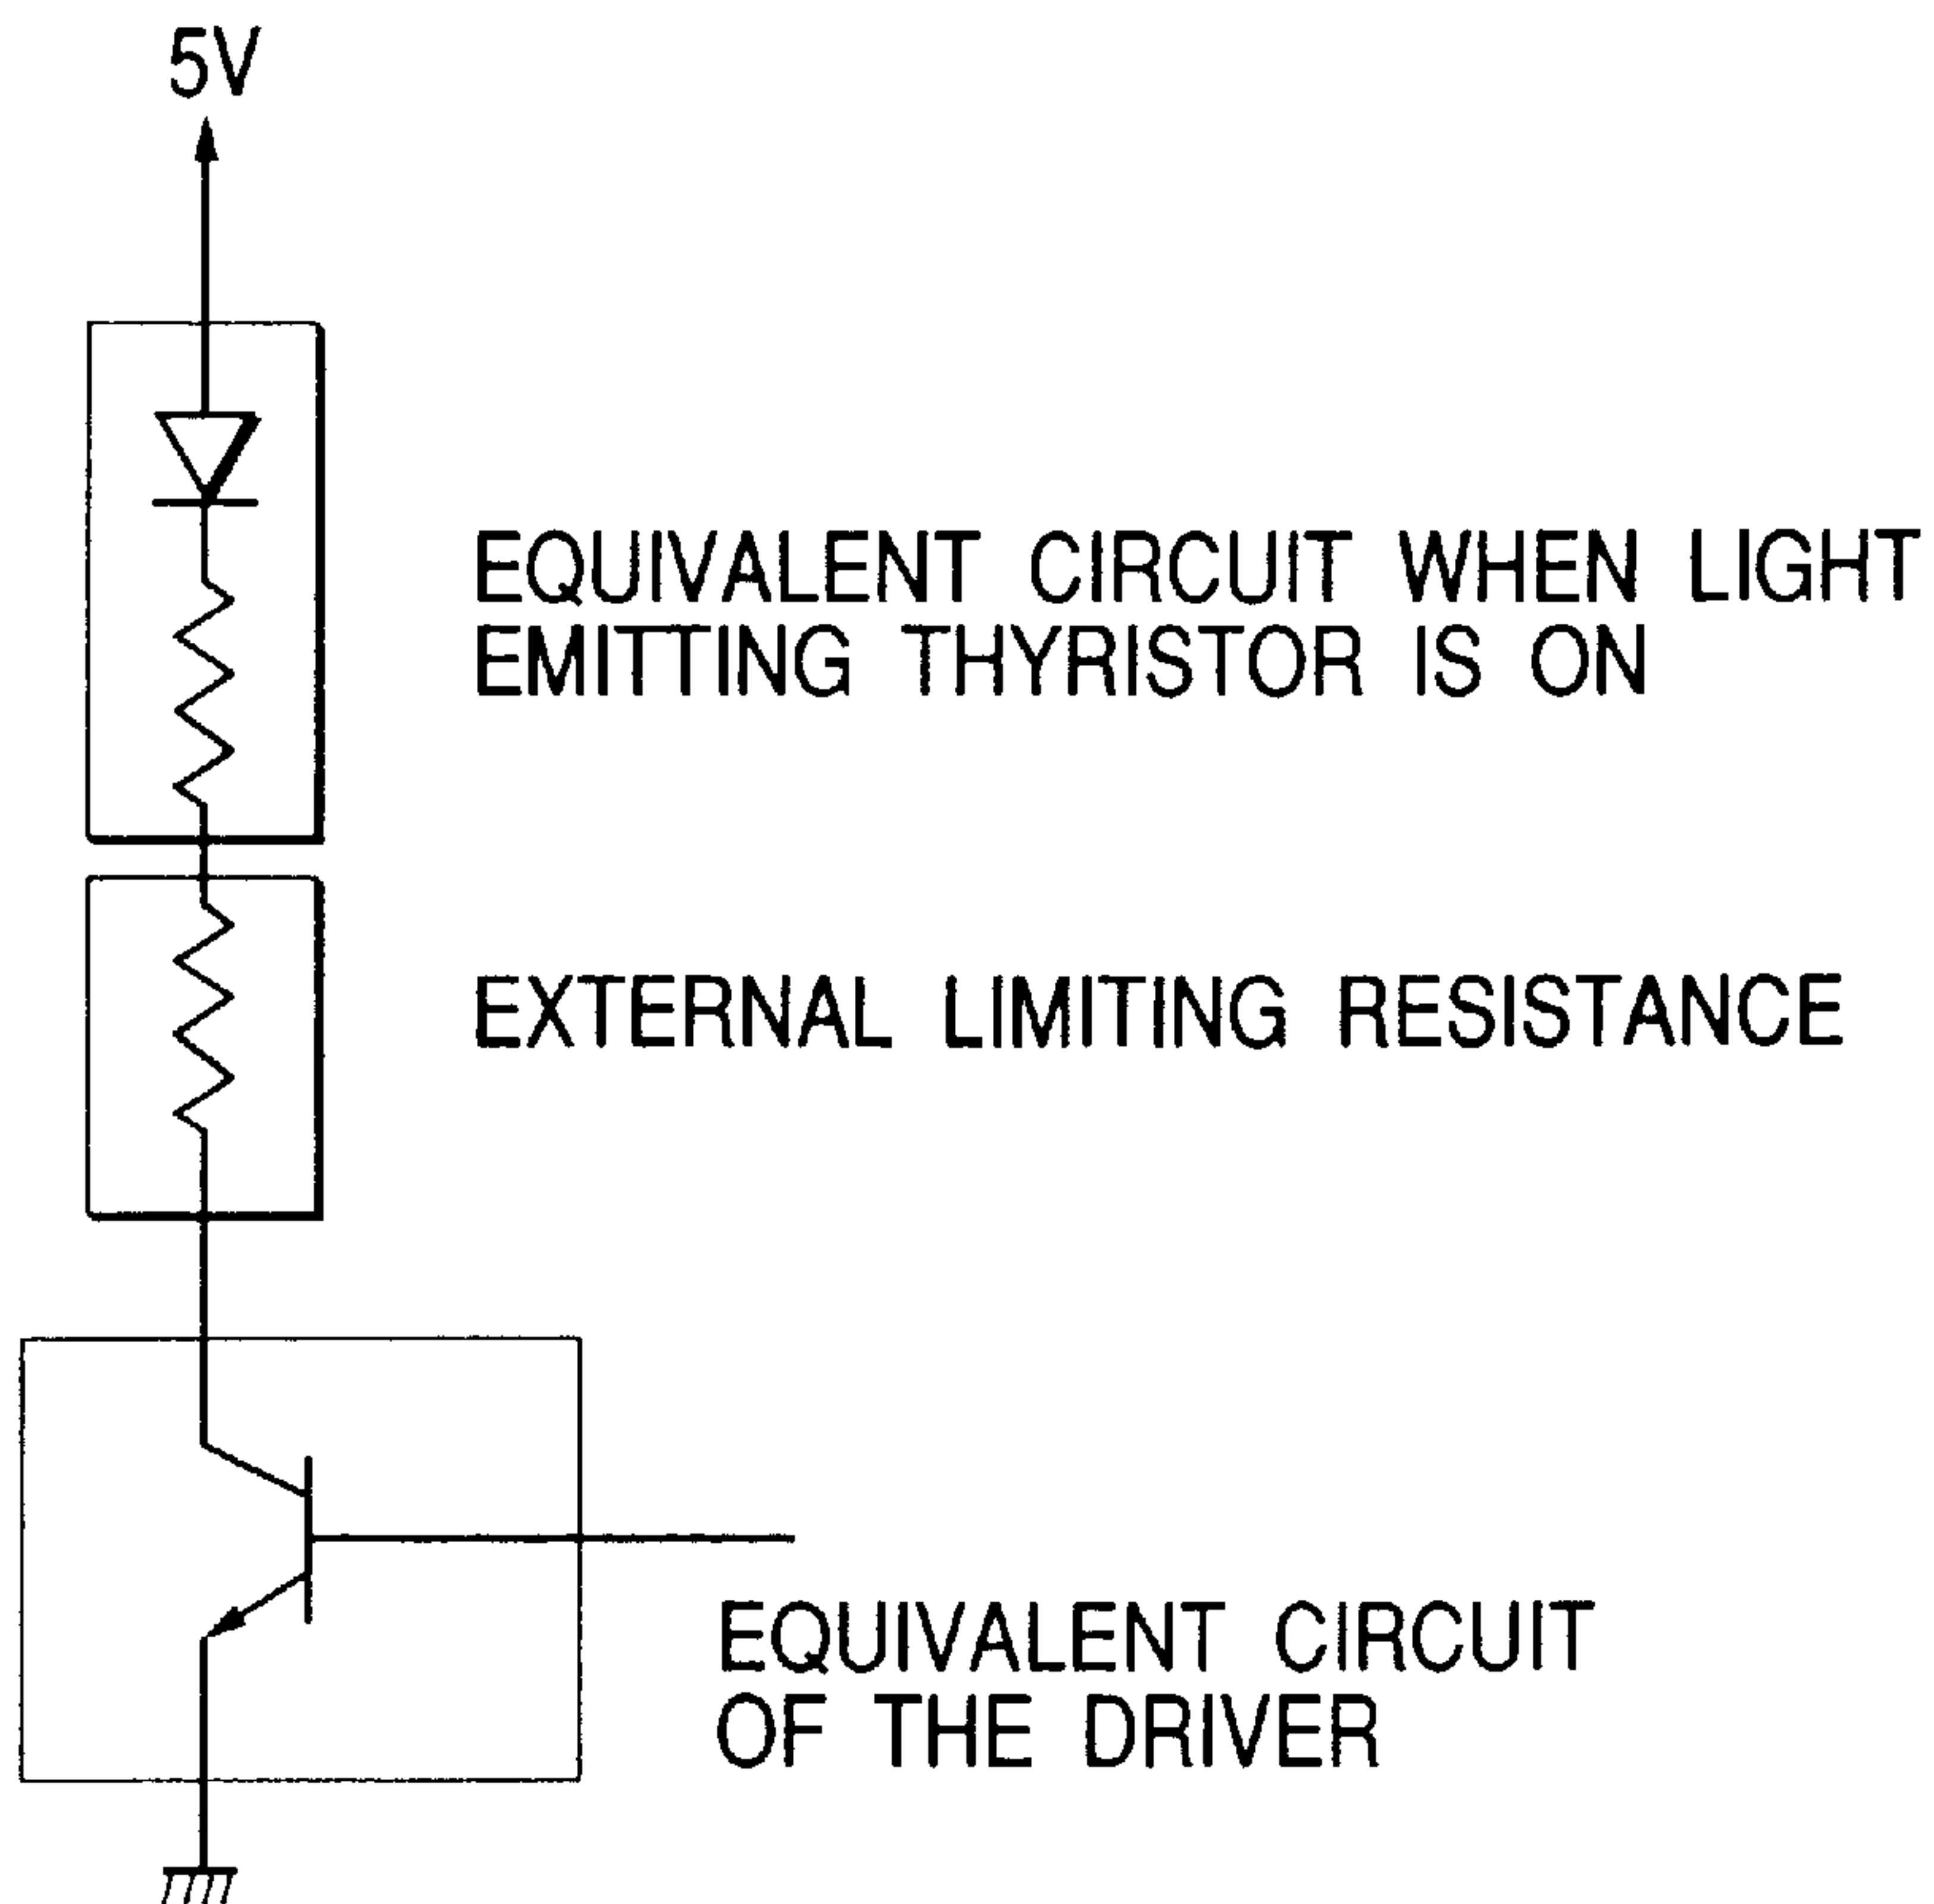 5V
EQUIVALENT CIRCUIT WHEN LIGHT
EMITTING THYRISTOR IS ON
EXTERNAL LIMITING RESISTANCE
EQUIVALENT CIRCUIT
OF THE DRIVER